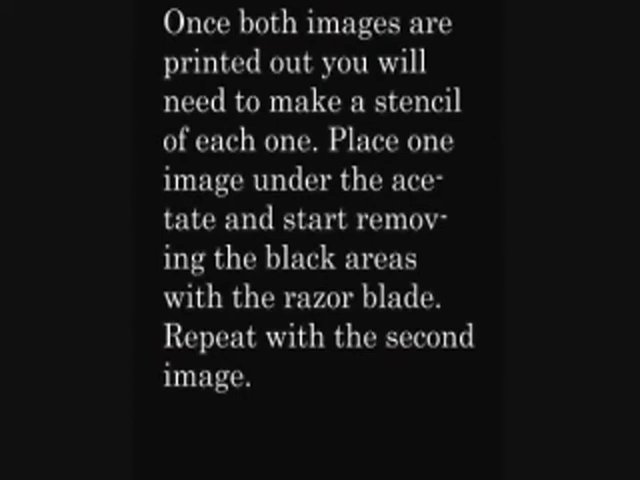 Once both images are
printed out you will
need to make a stencil
of each one. Place one
image under the ace-
tate and start remov-
ing the black areas
with the razor blade.
Repeat with the second
image.